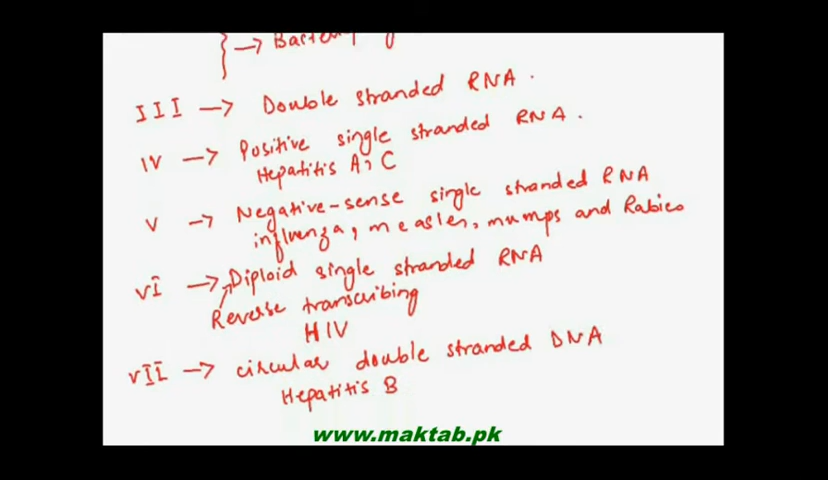 III → Double stranded RNA.
IV → Positive single stranded RNA.
Hepatitis A, C
V → Negative-sense single stranded RNA
influenza, measles, mumps and Rabies
VI → Diploid single stranded RNA
Reverse transcribing
HIV
VII → circular double stranded DNA
Hepatitis B
www.maktab.pk